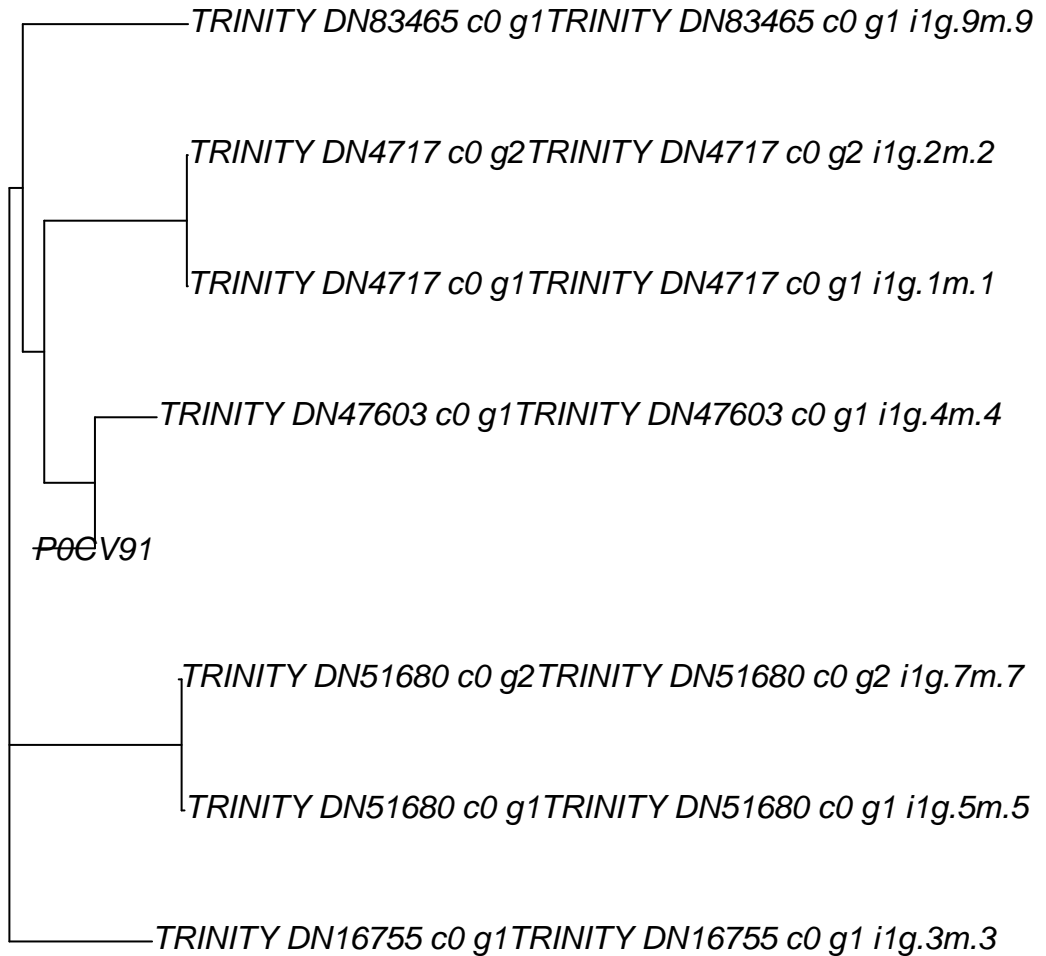 TRINITY DN83465 c0 g1TRINITY DN83465 c0 g1 i1g.9m.9
TRINITY DN4717 c0 g2TRINITY DN4717 c0 g2 i1g.2m.2
TRINITY DN4717 c0 g1TRINITY DN4717 c0 g1 i1g.1m.1
TRINITY DN47603 c0 g1TRINITY DN47603 c0 g1 i1g.4m.4
P0CV91
TRINITY DN51680 c0 g2TRINITY DN51680 c0 g2 i1g.7m.7
TRINITY DN51680 c0 g1TRINITY DN51680 c0 g1 i1g.5m.5
TRINITY DN16755 c0 g1TRINITY DN16755 c0 g1 i1g.3m.3